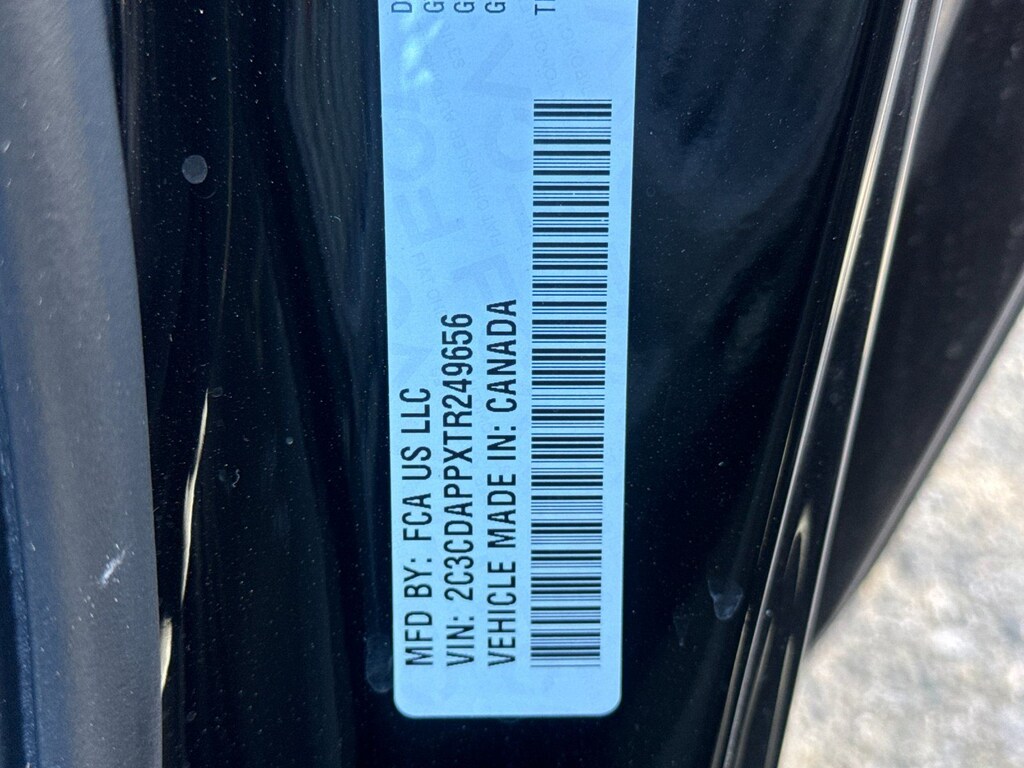 MFD BY: FCA US LLC
VIN: 2C3CDAPPXTR249656
VEHICLE MADE IN: CANADA